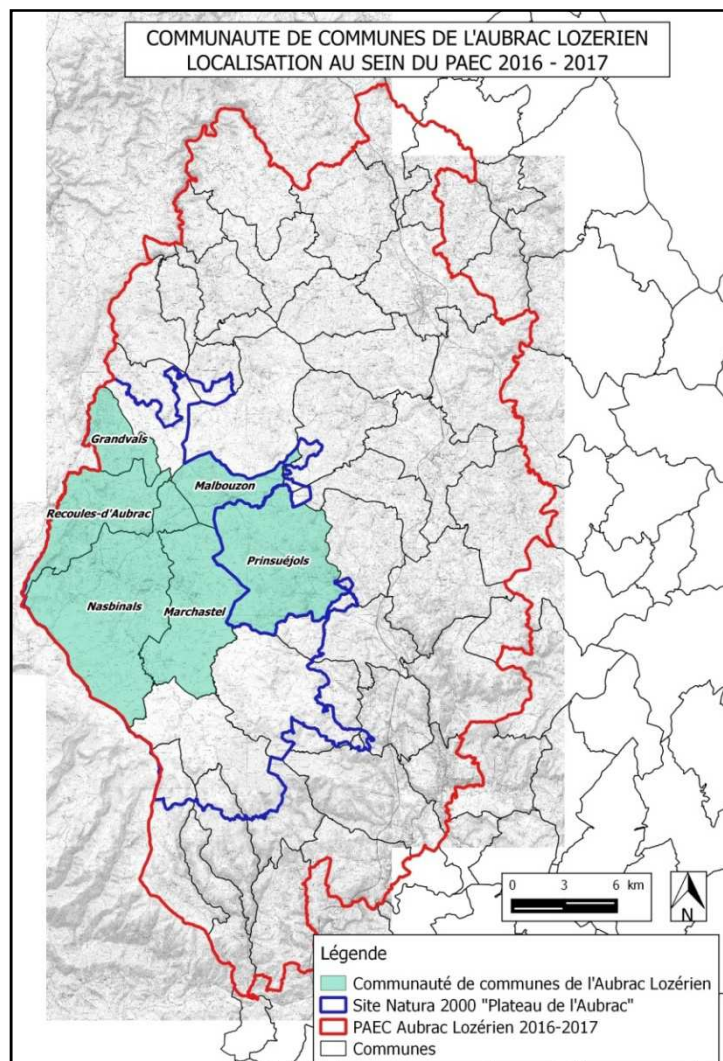 COMMUNAUTE DE COMMUNES DE L'AUBRAC LOZERIEN
LOCALISATION AU SEIN DU PAEC 2016 - 2017
Grandvals
Malbouzon
Recoules-d'Aubrac
Prinsuéjols
Nasbinals
Marchastel
0 3 6 km
N
Légende
Communauté de communes de l'Aubrac Lozérien
Site Natura 2000 "Plateau de l'Aubrac"
PAEC Aubrac Lozérien 2016-2017
Communes